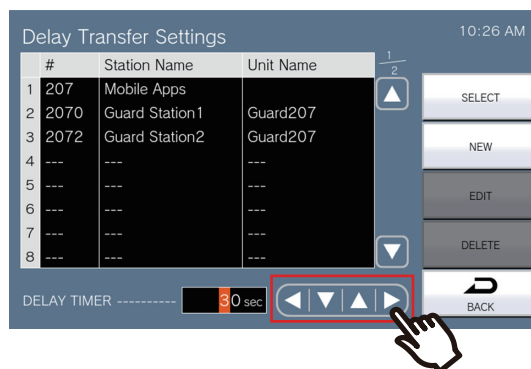 Delay Transfer Settings
10:26 AM
# Station Name Unit Name
1/2
1 207 Mobile Apps
2 2070 Guard Station1 Guard207
3 2072 Guard Station2 Guard207
4 --- --- ---
5 --- --- ---
6 --- --- ---
7 --- --- ---
8 --- --- ---
SELECT
NEW
EDIT
DELETE
DELAY TIMER ---------- 30 sec
BACK